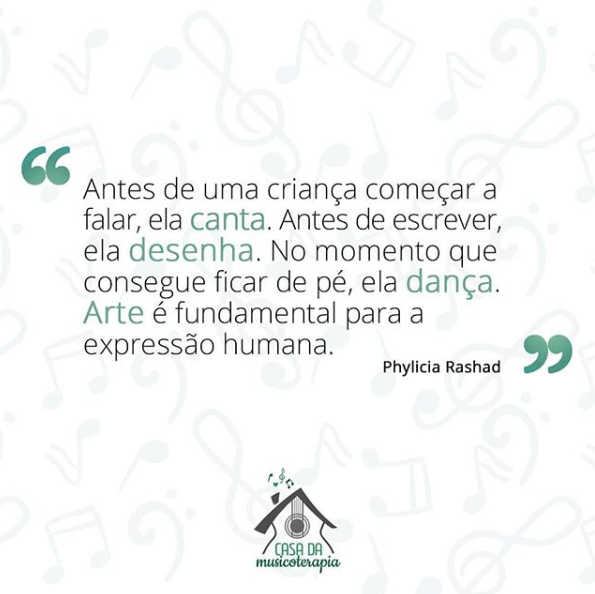 Antes de uma criança começar a
falar, ela canta. Antes de escrever,
ela desenha. No momento que
consegue ficar de pé, ela dança.
Arte é fundamental para a
expressão humana.
Phylicia Rashad
CASA DA
musicoterapia